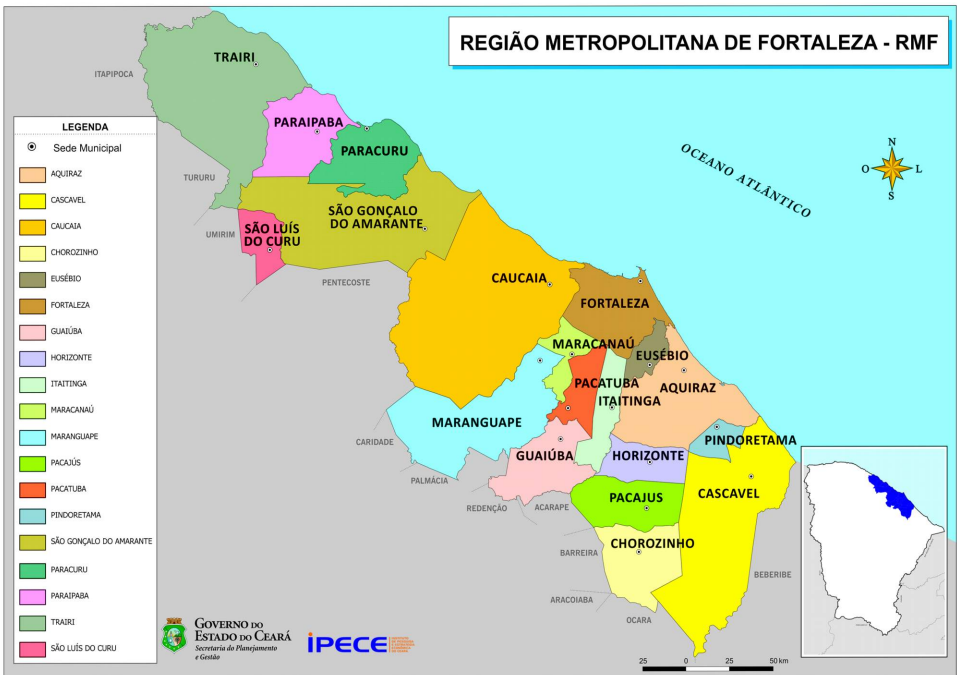 REGIÃO METROPOLITANA DE FORTALEZA - RMF
TRAIRI
ITAPIPOCA
PARAIPABA
PARACURU
OCEANO ATLÂNTICO
N
O
L
S
LEGENDA
Sede Municipal
AQUIRAZ
CASCAVEL
CAUCAIA
CHOROZINHO
EUSÉBIO
FORTALEZA
GUAIÚBA
HORIZONTE
ITAITINGA
MARACANAÚ
MARANGUAPE
PACAJÚS
PACATUBA
PINDORETAMA
SÃO GONÇALO DO AMARANTE
PARACURU
PARAIPABA
TRAIRI
SÃO LUÍS DO CURU
TURURU
UMIRIM
SÃO GONÇALO
DO AMARANTE
SÃO LUÍS
DO CURU
PENTECOSTE
CAUCAIA
FORTALEZA
MARACANAÚ
EUSÉBIO
PACATUBA
AQUIRAZ
ITAITINGA
MARANGUAPE
CARIDADE
PALMÁCIA
PINDORETAMA
GUAIÚBA
HORIZONTE
REDENÇÃO
ACARAPE
PACAJUS
CASCAVEL
CHOROZINHO
BARREIRA
BEBERIBE
ARACOIABA
OCARA
GOVERNO DO
ESTADO DO CEARÁ
Secretaria do Planejamento
e Gestão
IPECE
25 0 25 50 km